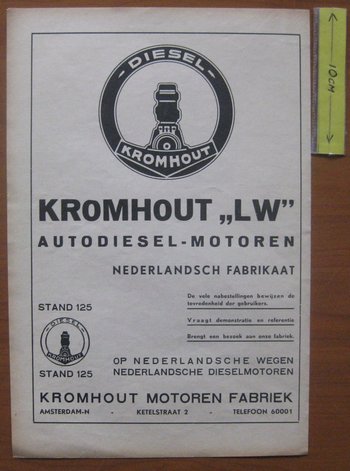 DIESEL
KROMHOUT
KROMHOUT „LW”
AUTODIESEL-MOTOREN
NEDERLANDSCH FABRIKAAT
STAND 125
De vele nabestellingen bewijzen de
tevredenheid der gebruikers.
Vraagt demonstratie en referentie
Brengt een bezoek aan onze fabriek.
DIESEL
KROMHOUT
STAND 125
OP NEDERLANDSCHE WEGEN
NEDERLANDSCHE DIESELMOTOREN
KROMHOUT MOTOREN FABRIEK
AMSTERDAM-N - KETELSTRAAT 2 - TELEFOON 60001
10CM